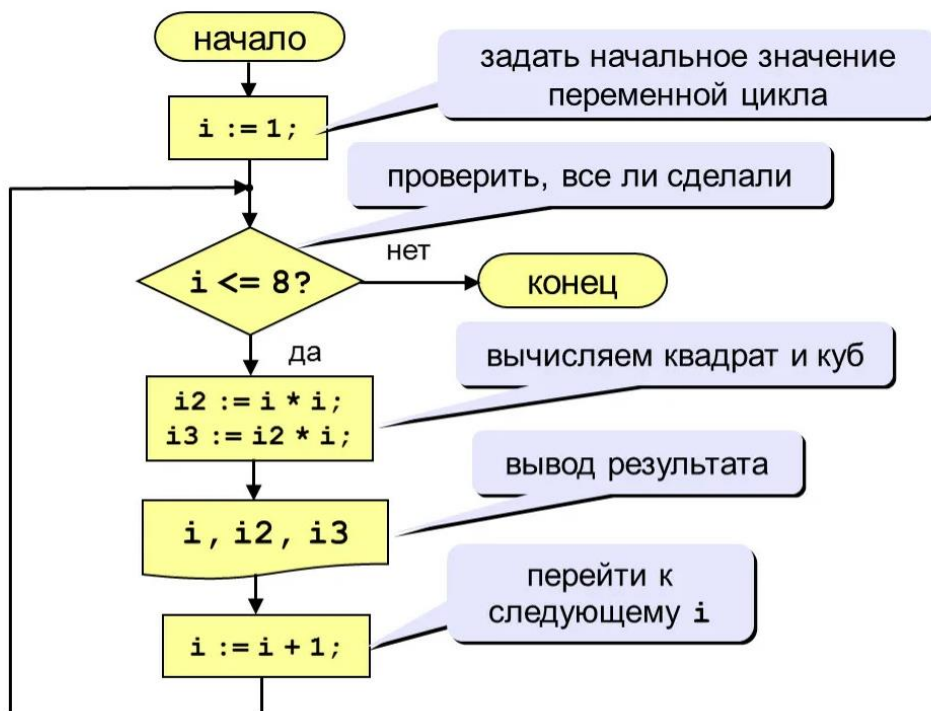 начало
задать начальное значение
переменной цикла
i := 1;
проверить, все ли сделали
i <= 8?
нет
конец
да
вычисляем квадрат и куб
i2 := i * i;
i3 := i2 * i;
вывод результата
i, i2, i3
перейти к
следующему i
i := i + 1;